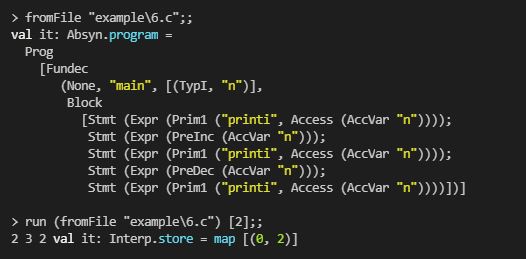 > fromFile "example\6.c";;
val it: Absyn.program =
  Prog
    [Fundec
       (None, "main", [(TypI, "n")],
        Block
          [Stmt (Expr (Prim1 ("printi", Access (AccVar "n"))));
           Stmt (Expr (PreInc (AccVar "n")));
           Stmt (Expr (Prim1 ("printi", Access (AccVar "n"))));
           Stmt (Expr (PreDec (AccVar "n")));
           Stmt (Expr (Prim1 ("printi", Access (AccVar "n"))))])]
> run (fromFile "example\6.c") [2];;
2 3 2 val it: Interp.store = map [(0, 2)]